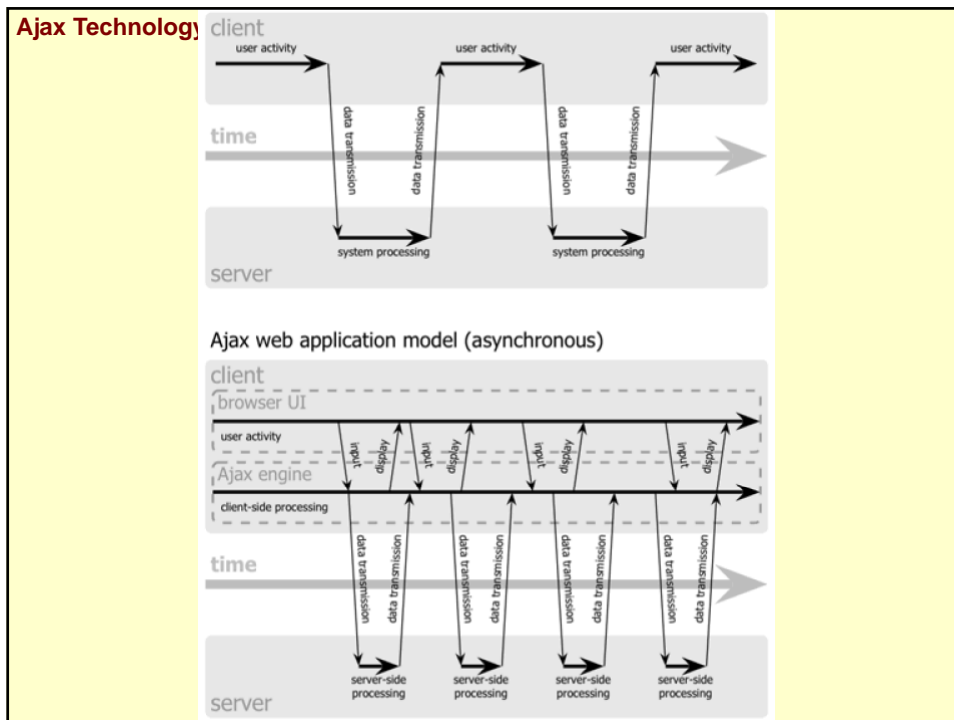 Ajax Technology
client
user activity
user activity
user activity
data transmission
data transmission
data transmission
data transmission
time
system processing
system processing
server
Ajax web application model (asynchronous)
client
browser UI
user activity
input
display
input
display
input
display
input
display
Ajax engine
client-side processing
data transmission
data transmission
data transmission
data transmission
data transmission
data transmission
data transmission
data transmission
time
server-side
processing
server-side
processing
server-side
processing
server-side
processing
server